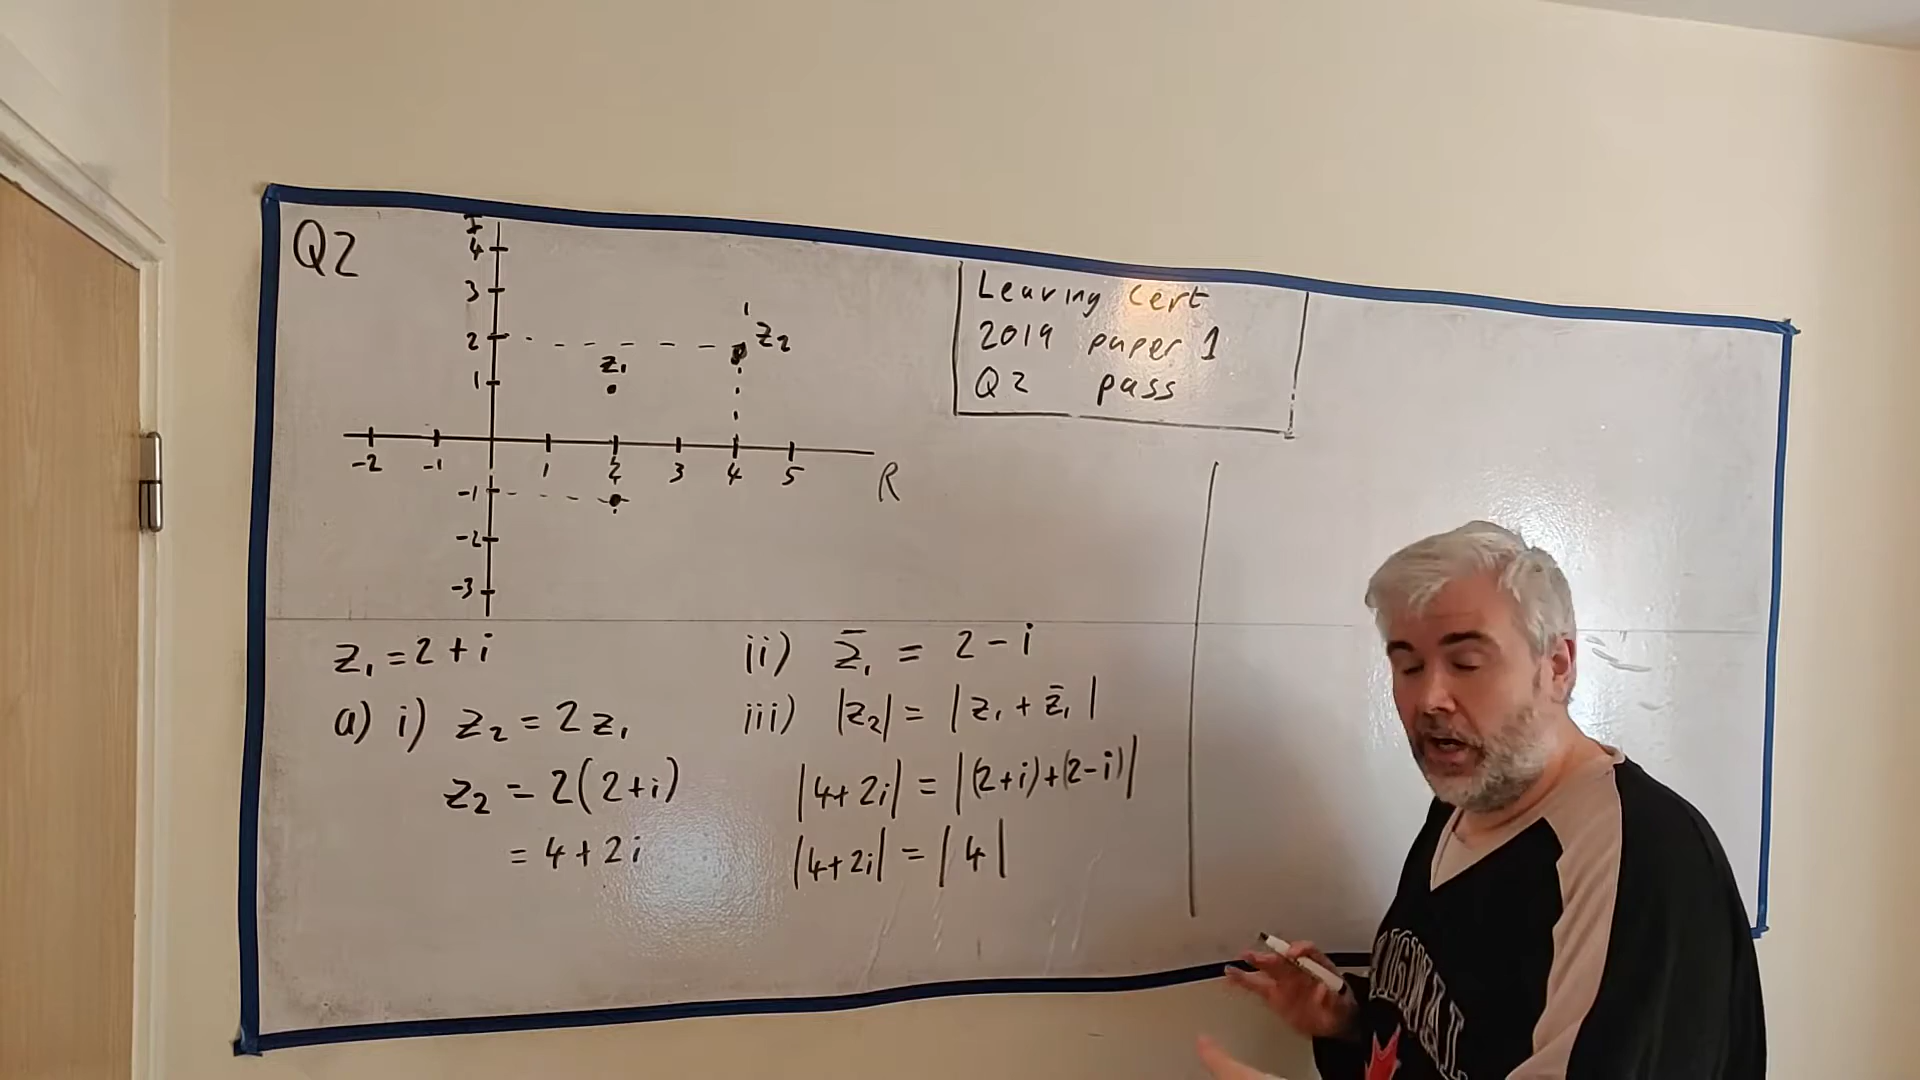 Q2
I
4
3
2
1
z₁
z₂
-2 -1 1 2 3 4 5 R
-1
-2
-3
Leaving cert
2019 paper 1
Q2 pass
z₁ = 2 + i
a) i) z₂ = 2z₁
z₂ = 2(2+i)
= 4 + 2i
ii) z̄₁ = 2 - i
iii) |z₂| = |z₁ + z̄₁|
|4+2i| = |(2+i)+(2-i)|
|4+2i| = |4|